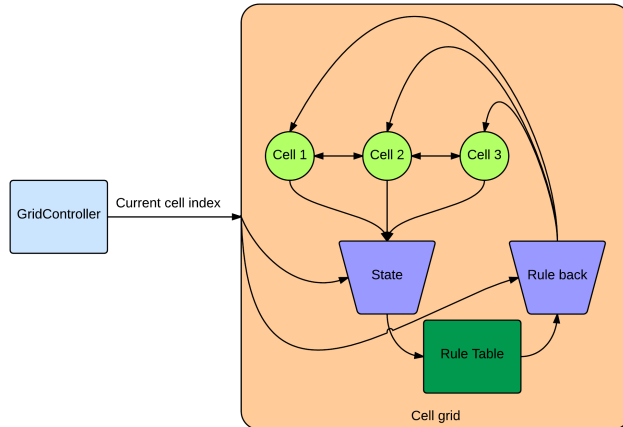 Cell 1
Cell 2
Cell 3
GridController
Current cell index
State
Rule back
Rule Table
Cell grid